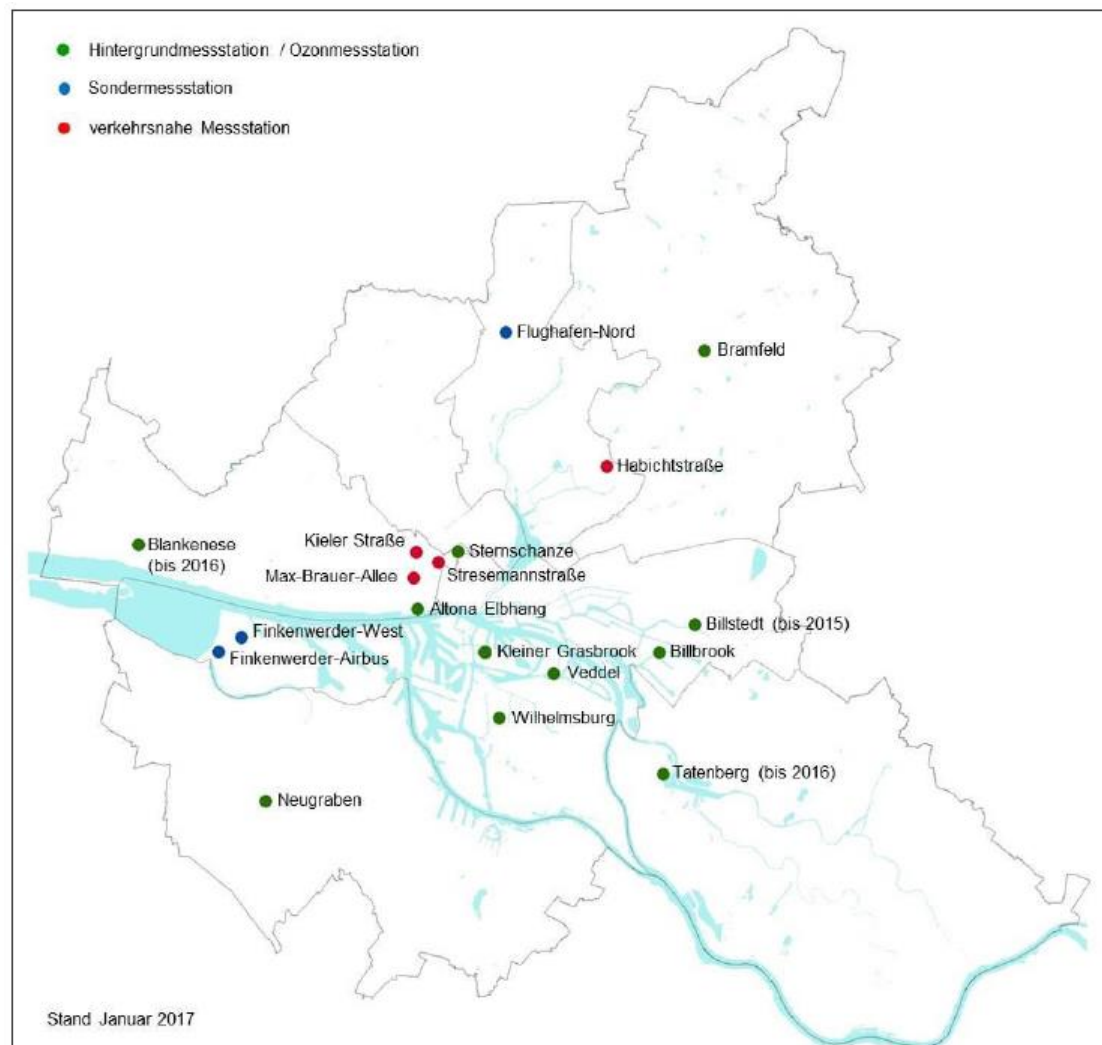 Hintergrundmessstation / Ozonmessstation
Sondermessstation
verkehrsnahe Messstation
Flughafen-Nord
Bramfeld
Habichtstraße
Kieler Straße
Sternschanze
Blankenese
(bis 2016)
Max-Brauer-Allee
Stresemannstraße
Altona Elbhang
Billstedt (bis 2015)
Finkenwerder-West
Finkenwerder-Airbus
Kleiner Grasbrook
Billbrook
Veddel
Wilhelmsburg
Tatenberg (bis 2016)
Neugraben
Stand Januar 2017